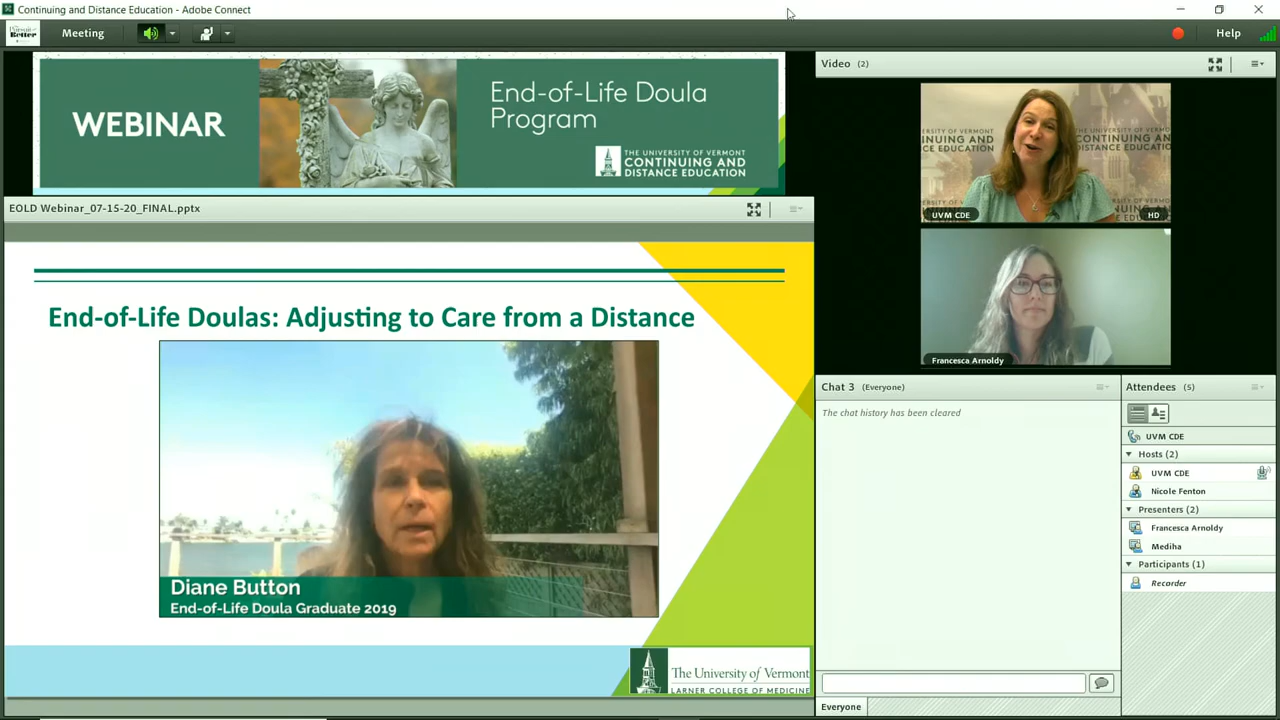 Continuing and Distance Education - Adobe Connect
Pursuit of
Better
Meeting
Help
WEBINAR
End-of-Life Doula
Program
THE UNIVERSITY OF VERMONT
CONTINUING AND
DISTANCE EDUCATION
EOLD Webinar_07-15-20_FINAL.pptx
End-of-Life Doulas: Adjusting to Care from a Distance
Diane Button
End-of-Life Doula Graduate 2019
The University of Vermont
LARNER COLLEGE OF MEDICINE
Video (2)
UVM CDE
HD
Francesca Arnoldy
Chat 3 (Everyone)
The chat history has been cleared
Everyone
Attendees (5)
UVM CDE
Hosts (2)
UVM CDE
Nicole Fenton
Presenters (2)
Francesca Arnoldy
Mediha
Participants (1)
Recorder